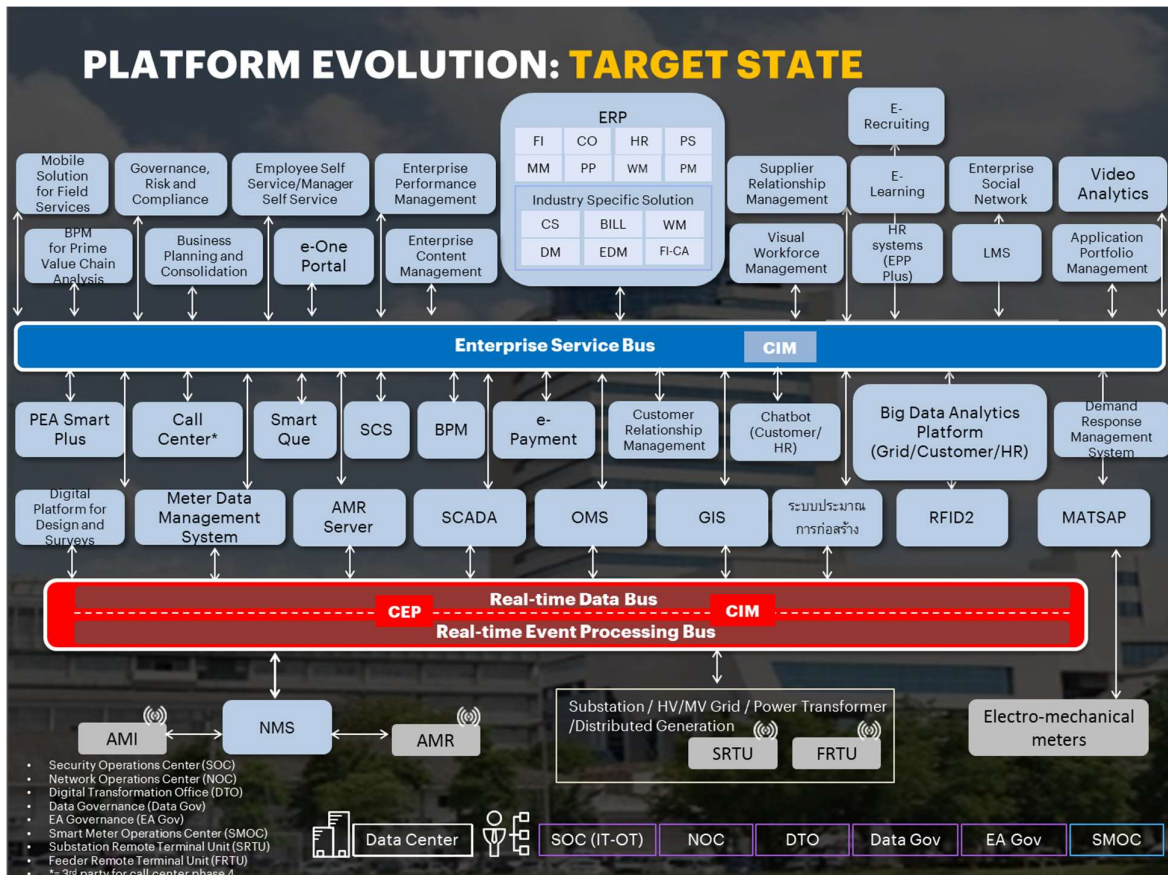 PLATFORM EVOLUTION: TARGET STATE
ERP
FI CO HR PS
MM PP WM PM
Industry Specific Solution
CS BILL WM
DM EDM FI-CA
E-
Recruiting
Mobile
Solution
for Field
Services
Governance,
Risk and
Compliance
Employee Self
Service/Manager
Self Service
Enterprise
Performance
Management
Supplier
Relationship
Management
E-
Learning
Enterprise
Social
Network
Video
Analytics
BPM
for Prime
Value Chain
Analysis
Business
Planning and
Consolidation
e-One
Portal
Enterprise
Content
Management
Visual
Workforce
Management
HR
systems
(EPP
Plus)
LMS
Application
Portfolio
Management
Enterprise Service Bus
CIM
PEA Smart
Plus
Call
Center*
Smart
Que
SCS
BPM
e-
Payment
Customer
Relationship
Management
Chatbot
(Customer/
HR)
Big Data Analytics
Platform
(Grid/Customer/HR)
Demand
Response
Management
System
Digital
Platform for
Design and
Surveys
Meter Data
Management
System
AMR
Server
SCADA
OMS
GIS
ระบบประมาณ
การก่อสร้าง
RFID2
MATSAP
Real-time Data Bus
CEP
CIM
Real-time Event Processing Bus
AMI
NMS
AMR
Substation / HV/MV Grid / Power Transformer
/Distributed Generation
SRTU
FRTU
Electro-mechanical
meters
• Security Operations Center (SOC)
• Network Operations Center (NOC)
• Digital Transformation Office (DTO)
• Data Governance (Data Gov)
• EA Governance (EA Gov)
• Smart Meter Operations Center (SMOC)
• Substation Remote Terminal Unit (SRTU)
• Feeder Remote Terminal Unit (FRTU)
• *= 3rd party for call center phase 4
Data Center
SOC (IT-OT)
NOC
DTO
Data Gov
EA Gov
SMOC